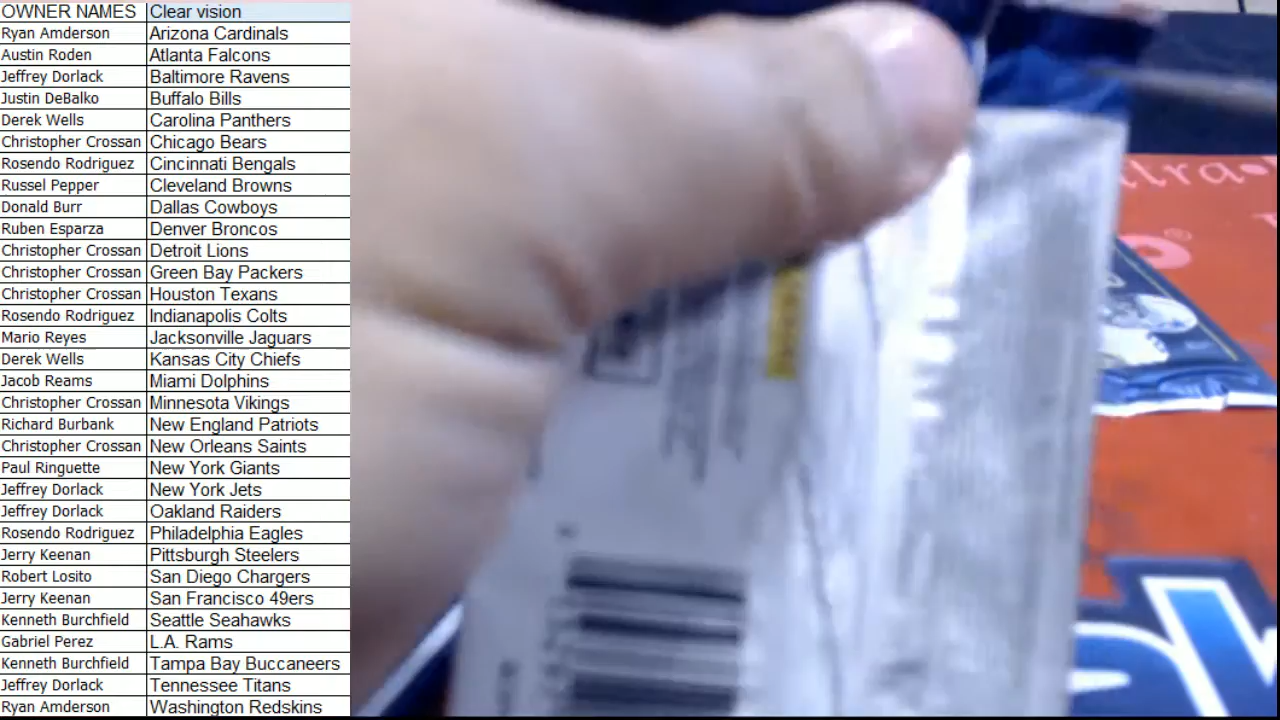 OWNER NAMES Clear vision
Ryan Amderson Arizona Cardinals
Austin Roden Atlanta Falcons
Jeffrey Dorlack Baltimore Ravens
Justin DeBalko Buffalo Bills
Derek Wells Carolina Panthers
Christopher Crossan Chicago Bears
Rosendo Rodriguez Cincinnati Bengals
Russel Pepper Cleveland Browns
Donald Burr Dallas Cowboys
Ruben Esparza Denver Broncos
Christopher Crossan Detroit Lions
Christopher Crossan Green Bay Packers
Christopher Crossan Houston Texans
Rosendo Rodriguez Indianapolis Colts
Mario Reyes Jacksonville Jaguars
Derek Wells Kansas City Chiefs
Jacob Reams Miami Dolphins
Christopher Crossan Minnesota Vikings
Richard Burbank New England Patriots
Christopher Crossan New Orleans Saints
Paul Ringuette New York Giants
Jeffrey Dorlack New York Jets
Jeffrey Dorlack Oakland Raiders
Rosendo Rodriguez Philadelphia Eagles
Jerry Keenan Pittsburgh Steelers
Robert Losito San Diego Chargers
Jerry Keenan San Francisco 49ers
Kenneth Burchfield Seattle Seahawks
Gabriel Perez L.A. Rams
Kenneth Burchfield Tampa Bay Buccaneers
Jeffrey Dorlack Tennessee Titans
Ryan Amderson Washington Redskins